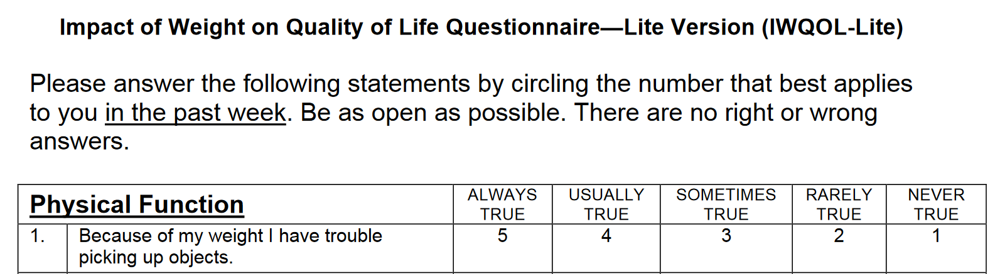 Impact of Weight on Quality of Life Questionnaire—Lite Version (IWQOL-Lite)
Please answer the following statements by circling the number that best applies
to you in the past week. Be as open as possible. There are no right or wrong
answers.
Physical Function
ALWAYS TRUE
USUALLY TRUE
SOMETIMES TRUE
RARELY TRUE
NEVER TRUE
1. Because of my weight I have trouble
picking up objects.
5 4 3 2 1